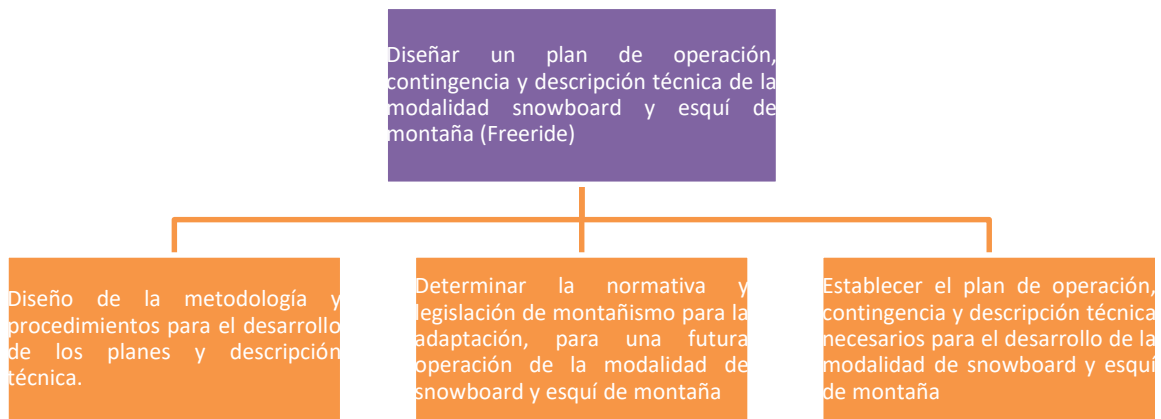 Diseñar un plan de operación,
contingencia y descripción técnica de la
modalidad snowboard y esquí de
montaña (Freeride)
Diseño de la metodología y
procedimientos para el desarrollo
de los planes y descripción
técnica.
Determinar la normativa y
legislación de montañismo para la
adaptación, para una futura
operación de la modalidad de
snowboard y esquí de montaña
Establecer el plan de operación,
contingencia y descripción técnica
necesarios para el desarrollo de la
modalidad de snowboard y esquí
de montaña